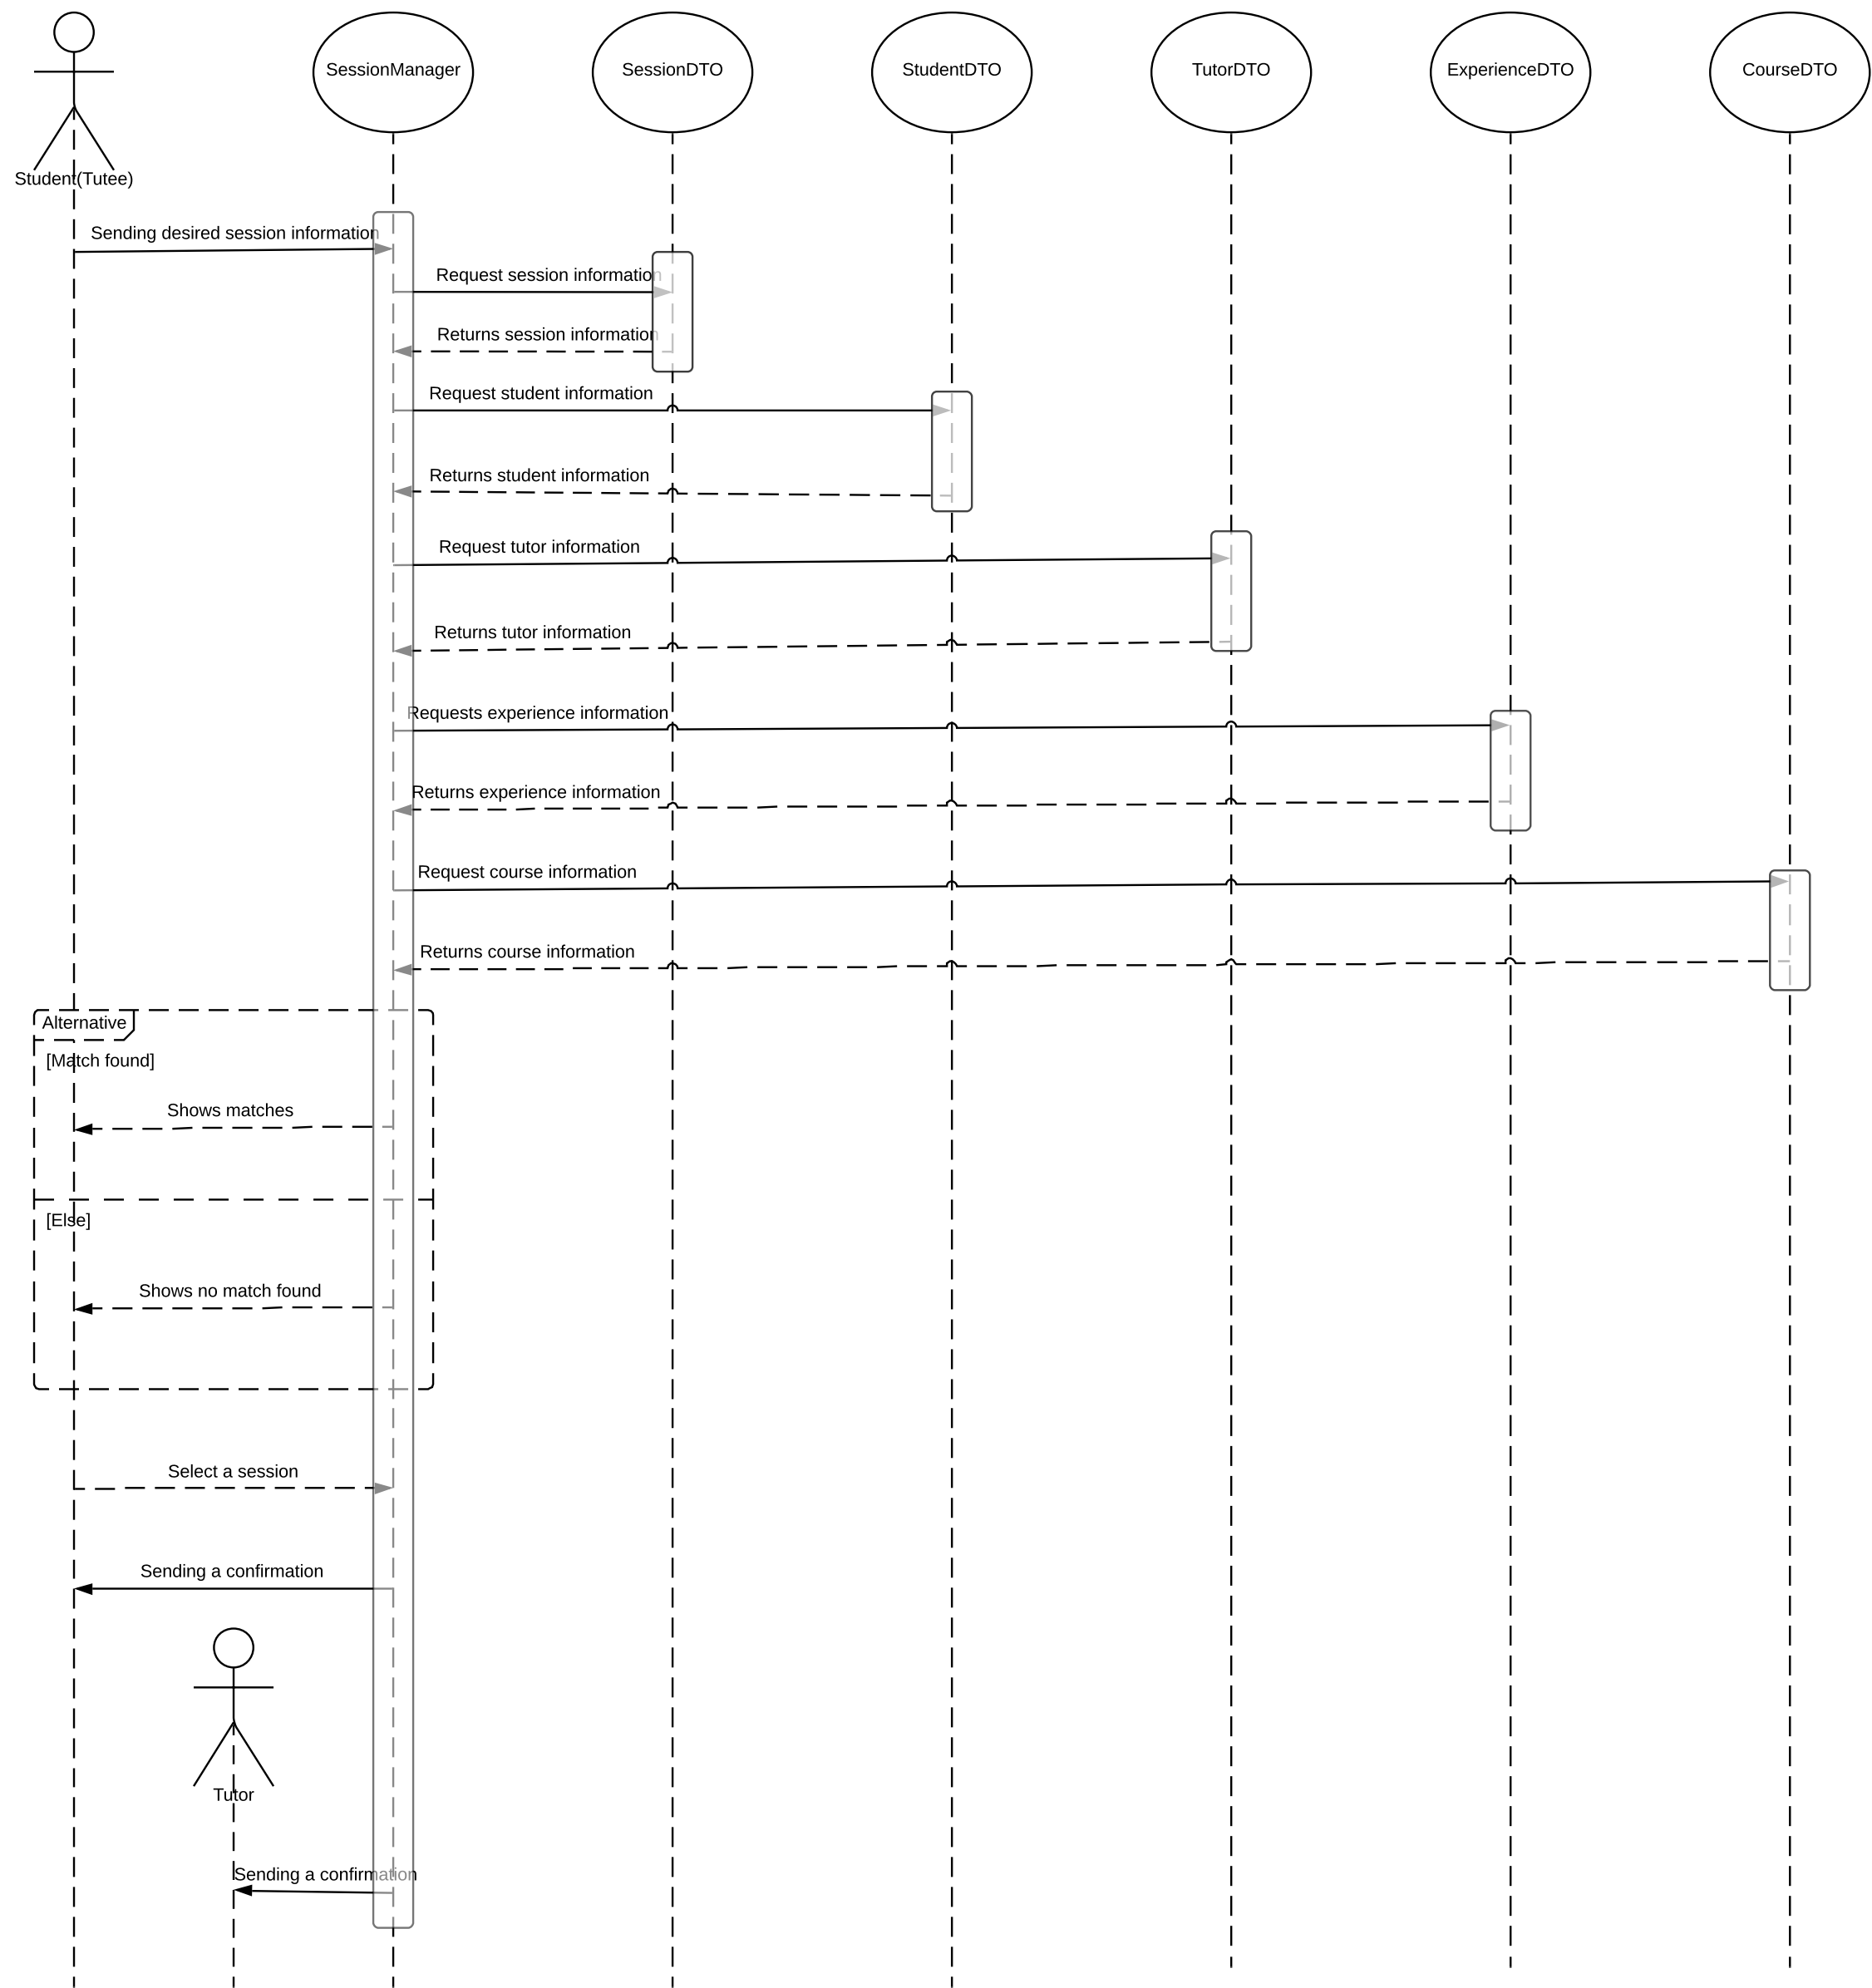 SessionManager
SessionDTO
StudentDTO
TutorDTO
ExperienceDTO
CourseDTO
Student(Tutee)
Sending desired session information
Request session information
Returns session information
Request student information
Returns student information
Request tutor information
Returns tutor information
Requests experience information
Returns experience information
Request course information
Returns course information
Alternative
[Match found]
Shows matches
[Else]
Shows no match found
Select a session
Sending a confirmation
Tutor
Sending a confirmation